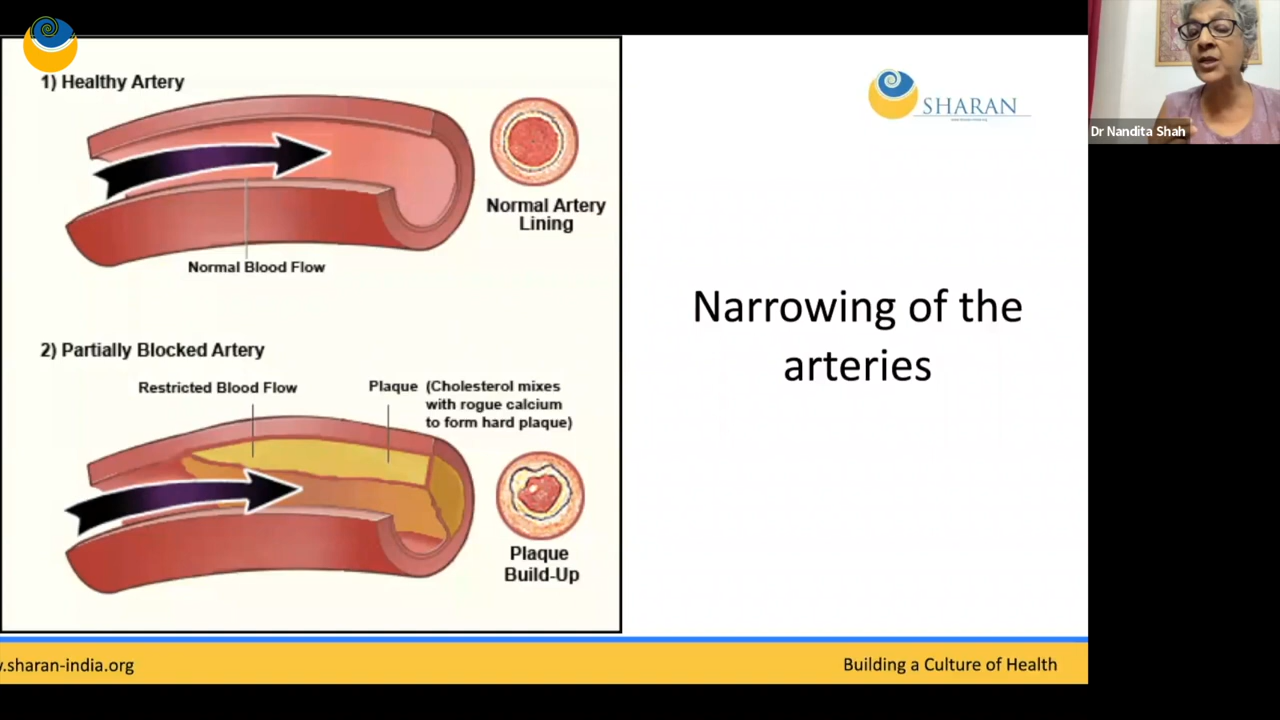 1) Healthy Artery
Normal Artery
Lining
Normal Blood Flow
2) Partially Blocked Artery
Restricted Blood Flow
Plaque (Cholesterol mixes
with rogue calcium
to form hard plaque)
Plaque
Build-Up
SHARAN
Narrowing of the
arteries
Dr Nandita Shah
.sharan-india.org
Building a Culture of Health